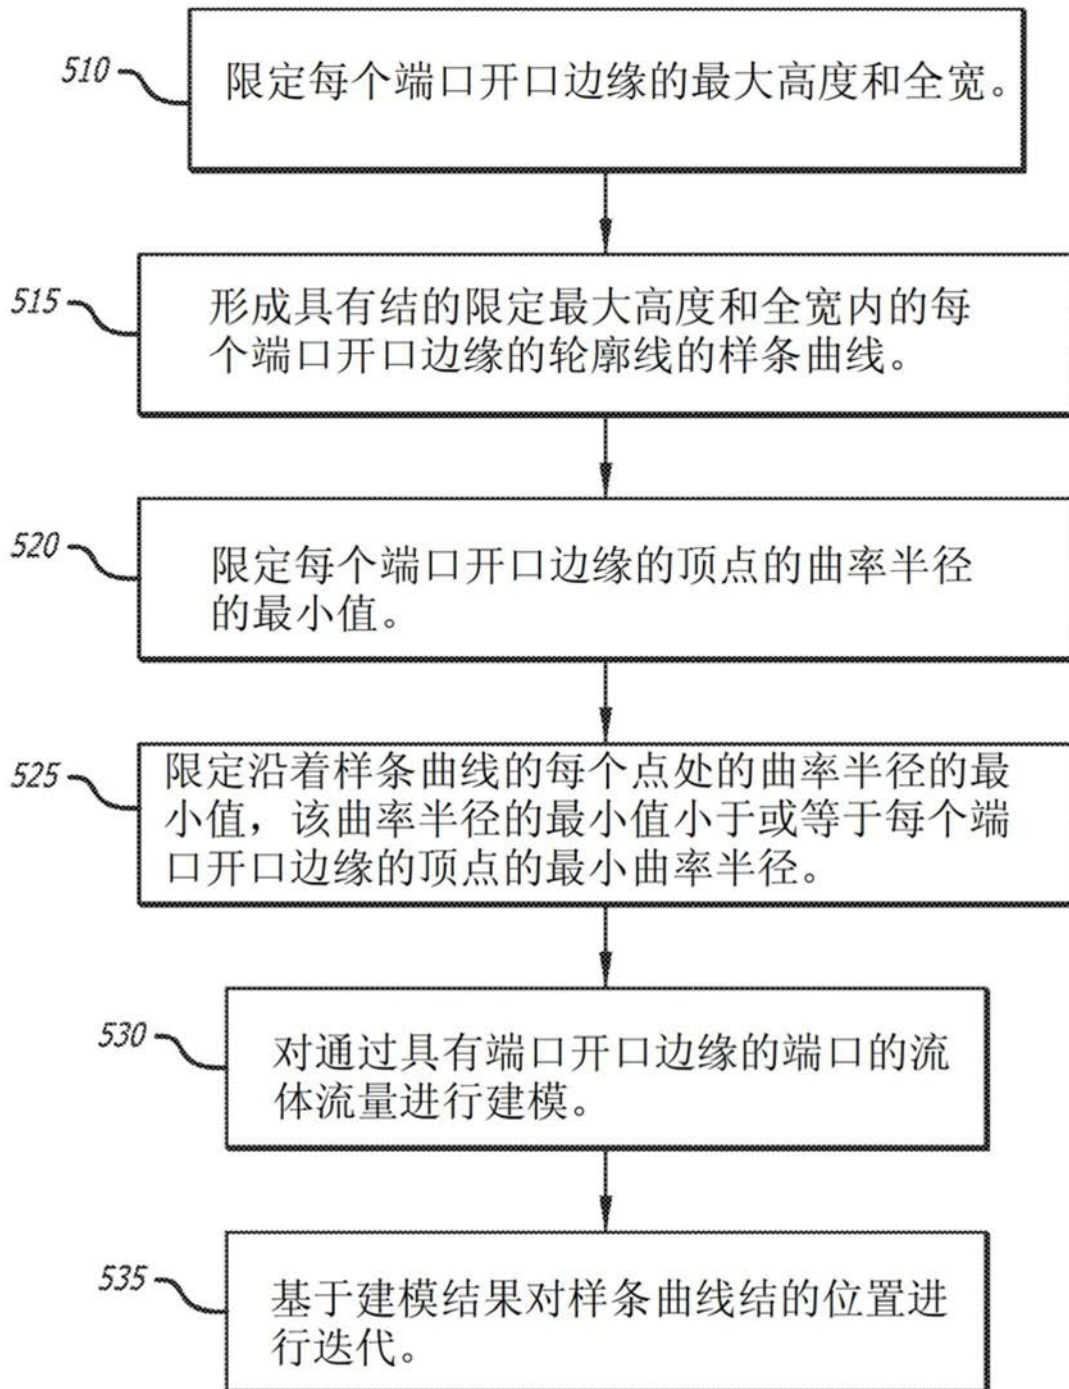 510
限定每个端口开口边缘的最大高度和全宽。
515
形成具有结的限定最大高度和全宽内的每
个端口开口边缘的轮廓线的样条曲线。
520
限定每个端口开口边缘的顶点的曲率半径
的最小值。
525
限定沿着样条曲线的每个点处的曲率半径的最
小值，该曲率半径的最小值小于或等于每个端
口开口边缘的顶点的最小曲率半径。
530
对通过具有端口开口边缘的端口的流
体流量进行建模。
535
基于建模结果对样条曲线结的位置进
行迭代。